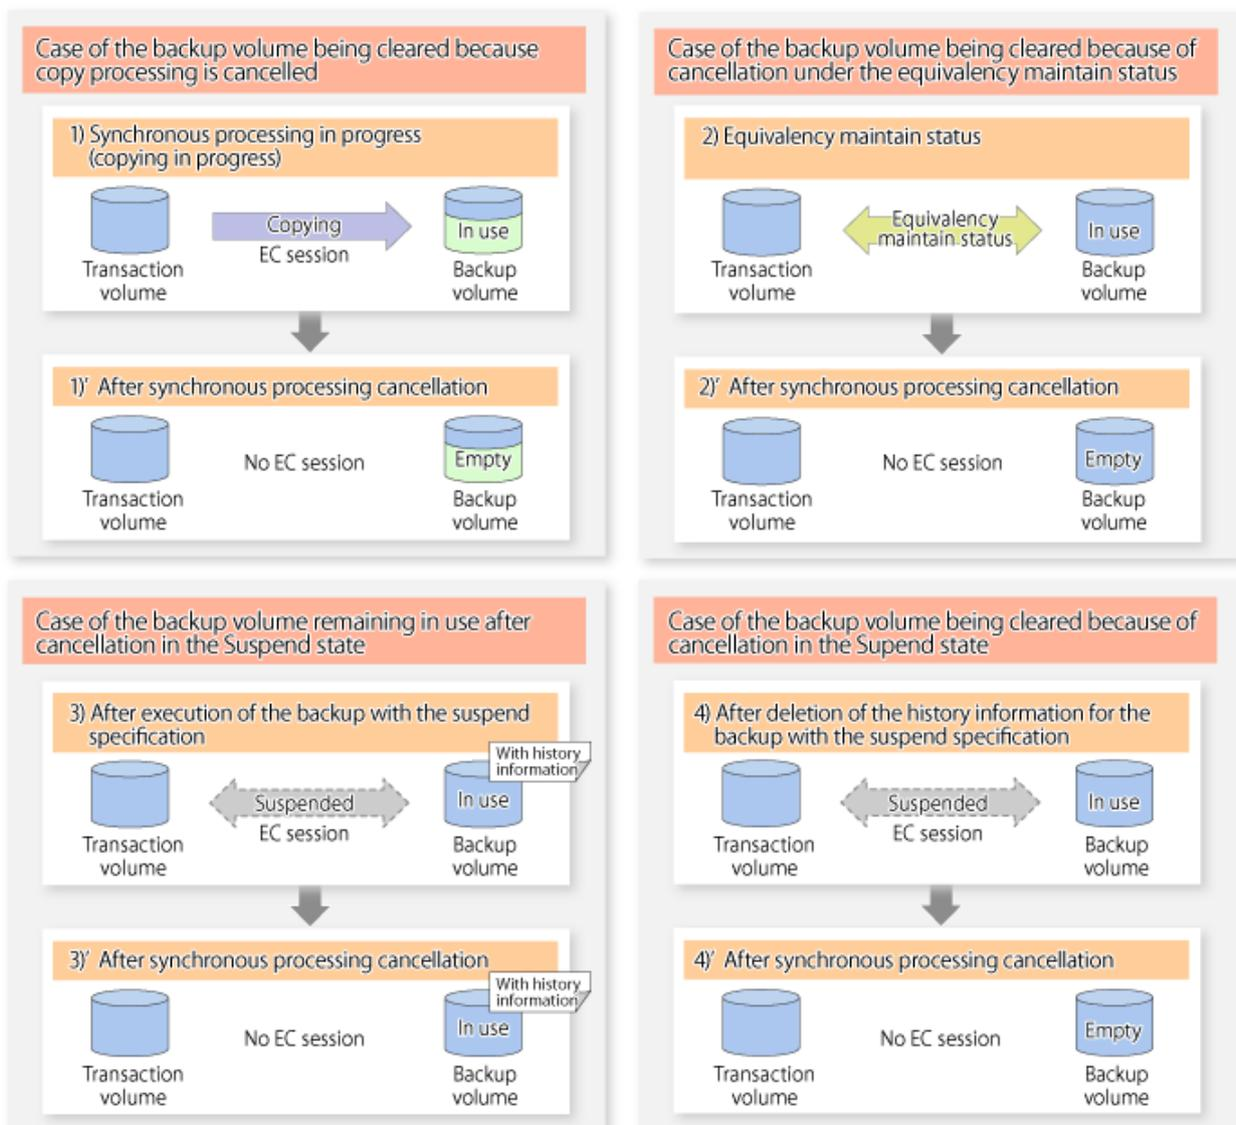 Case of the backup volume being cleared because
copy processing is cancelled
1) Synchronous processing in progress
(copying in progress)
Copying
EC session
In use
Transaction
volume
Backup
volume
1)' After synchronous processing cancellation
No EC session
Empty
Transaction
volume
Backup
volume
Case of the backup volume being cleared because of
cancellation under the equivalency maintain status
2) Equivalency maintain status
Equivalency
maintain status
In use
Transaction
volume
Backup
volume
2)' After synchronous processing cancellation
No EC session
Empty
Transaction
volume
Backup
volume
Case of the backup volume remaining in use after
cancellation in the Suspend state
3) After execution of the backup with the suspend
specification
With history
information
Suspended
EC session
In use
Transaction
volume
Backup
volume
3)' After synchronous processing cancellation
With history
information
No EC session
In use
Transaction
volume
Backup
volume
Case of the backup volume being cleared because of
cancellation in the Supend state
4) After deletion of the history information for the
backup with the suspend specification
Suspended
EC session
In use
Transaction
volume
Backup
volume
4)' After synchronous processing cancellation
No EC session
Empty
Transaction
volume
Backup
volume